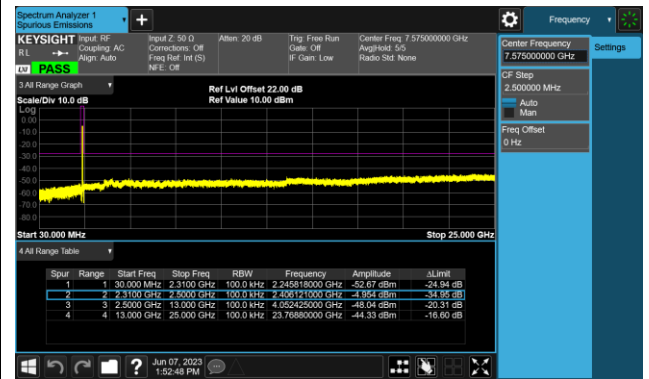 Spectrum Analyzer 1
Spurious Emissions
Frequency
KEYSIGHT
Input: RF
Input Z: 50 Ω
Atten: 20 dB
Trig: Free Run
Center Freq: 7.575000000 GHz
RL
Coupling: AC
Corrections: Off
Gate: Off
Avg|Hold: 5/5
Align: Auto
Freq Ref: Int (S)
IF Gain: Low
Radio Std: None
NFE: Off
LXI
PASS
Center Frequency
7.575000000 GHz
Settings
CF Step
2.500000 MHz
Auto
Man
Freq Offset
0 Hz
3 All Range Graph
Ref Lvl Offset 22.00 dB
Scale/Div 10.0 dB
Ref Value 10.00 dBm
Log
0.00
-10.0
-20.0
-30.0
-40.0
-50.0
-60.0
-70.0
-80.0
Start 30.000 MHz
Stop 25.000 GHz
4 All Range Table
Spur Range Start Freq Stop Freq RBW Frequency Amplitude ΔLimit
1 1 30.000 MHz 2.3100 GHz 100.0 kHz 2.245818000 GHz -52.67 dBm -24.94 dB
2 2 2.3100 GHz 2.5000 GHz 100.0 kHz 2.406121000 GHz -4.954 dBm -34.95 dB
3 3 2.5000 GHz 13.000 GHz 100.0 kHz 4.052425000 GHz -48.04 dBm -20.31 dB
4 4 13.000 GHz 25.000 GHz 100.0 kHz 23.76880000 GHz -44.33 dBm -16.60 dB
?
Jun 07, 2023
1:52:48 PM